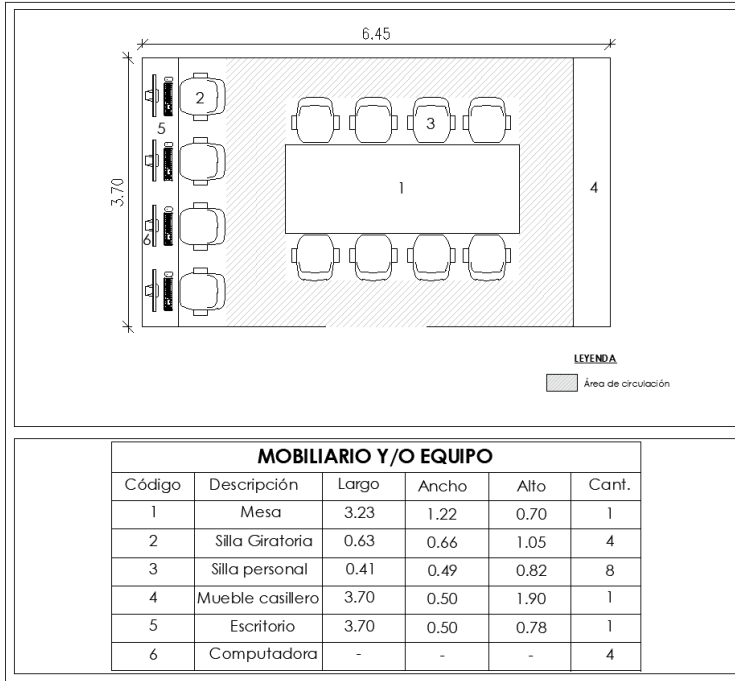 6.45
3.70
2
5
3
1
4
6
LEYENDA
Área de circulación
MOBILIARIO Y/O EQUIPO
Código Descripción Largo Ancho Alto Cant.
1 Mesa 3.23 1.22 0.70 1
2 Silla Giratoria 0.63 0.66 1.05 4
3 Silla personal 0.41 0.49 0.82 8
4 Mueble casillero 3.70 0.50 1.90 1
5 Escritorio 3.70 0.50 0.78 1
6 Computadora - - - 4